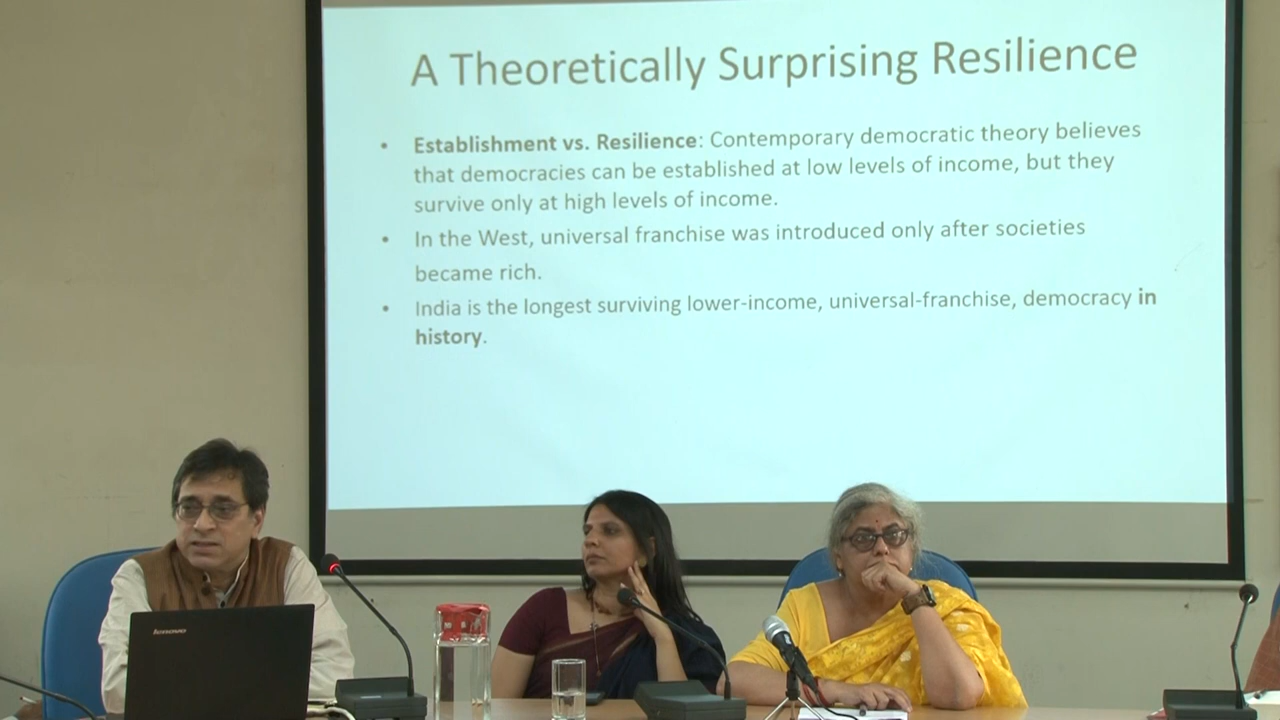 A Theoretically Surprising Resilience
• Establishment vs. Resilience: Contemporary democratic theory believes
that democracies can be established at low levels of income, but they
survive only at high levels of income.
• In the West, universal franchise was introduced only after societies
became rich.
• India is the longest surviving lower-income, universal-franchise, democracy in
history.
lenovo